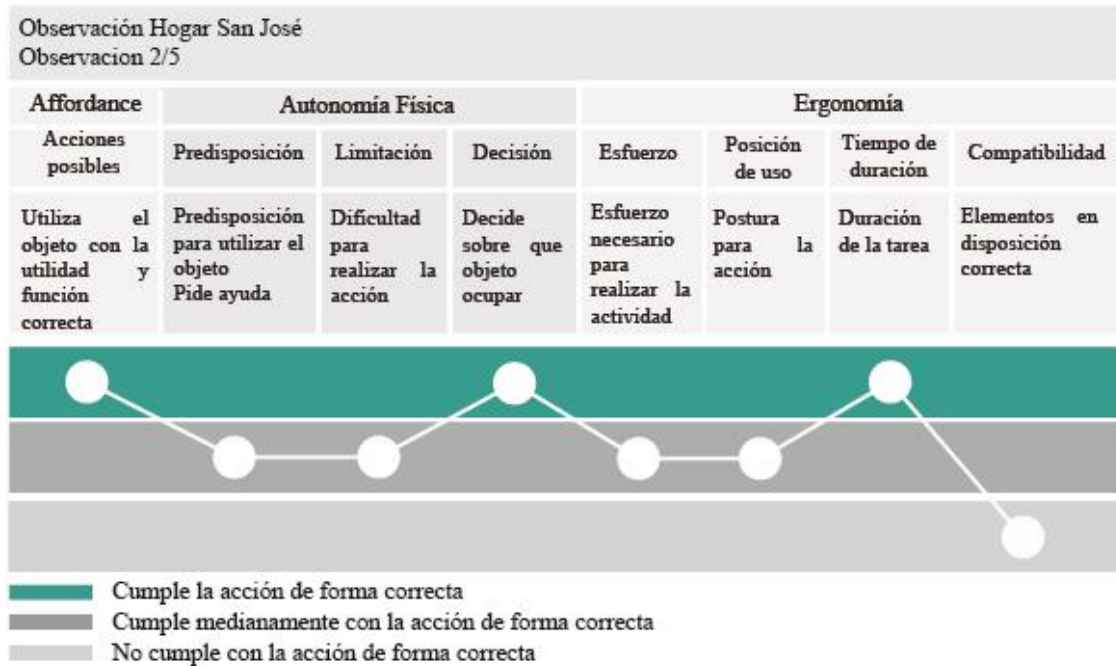 Observación Hogar San José
Observacion 2/5
Affordance
Autonomía Física
Ergonomía
Acciones
posibles
Predisposición
Limitación
Decisión
Esfuerzo
Posición
de uso
Tiempo de
duración
Compatibilidad
Utiliza el
objeto con la
utilidad y
función
correcta
Predisposición
para utilizar el
objeto
Pide ayuda
Dificultad
para
realizar la
acción
Decide
sobre que
objeto
ocupar
Esfuerzo
necesario
para
realizar la
actividad
Postura
para la
acción
Duración
de la tarea
Elementos en
disposición
correcta
Cumple la acción de forma correcta
Cumple medianamente con la acción de forma correcta
No cumple con la acción de forma correcta